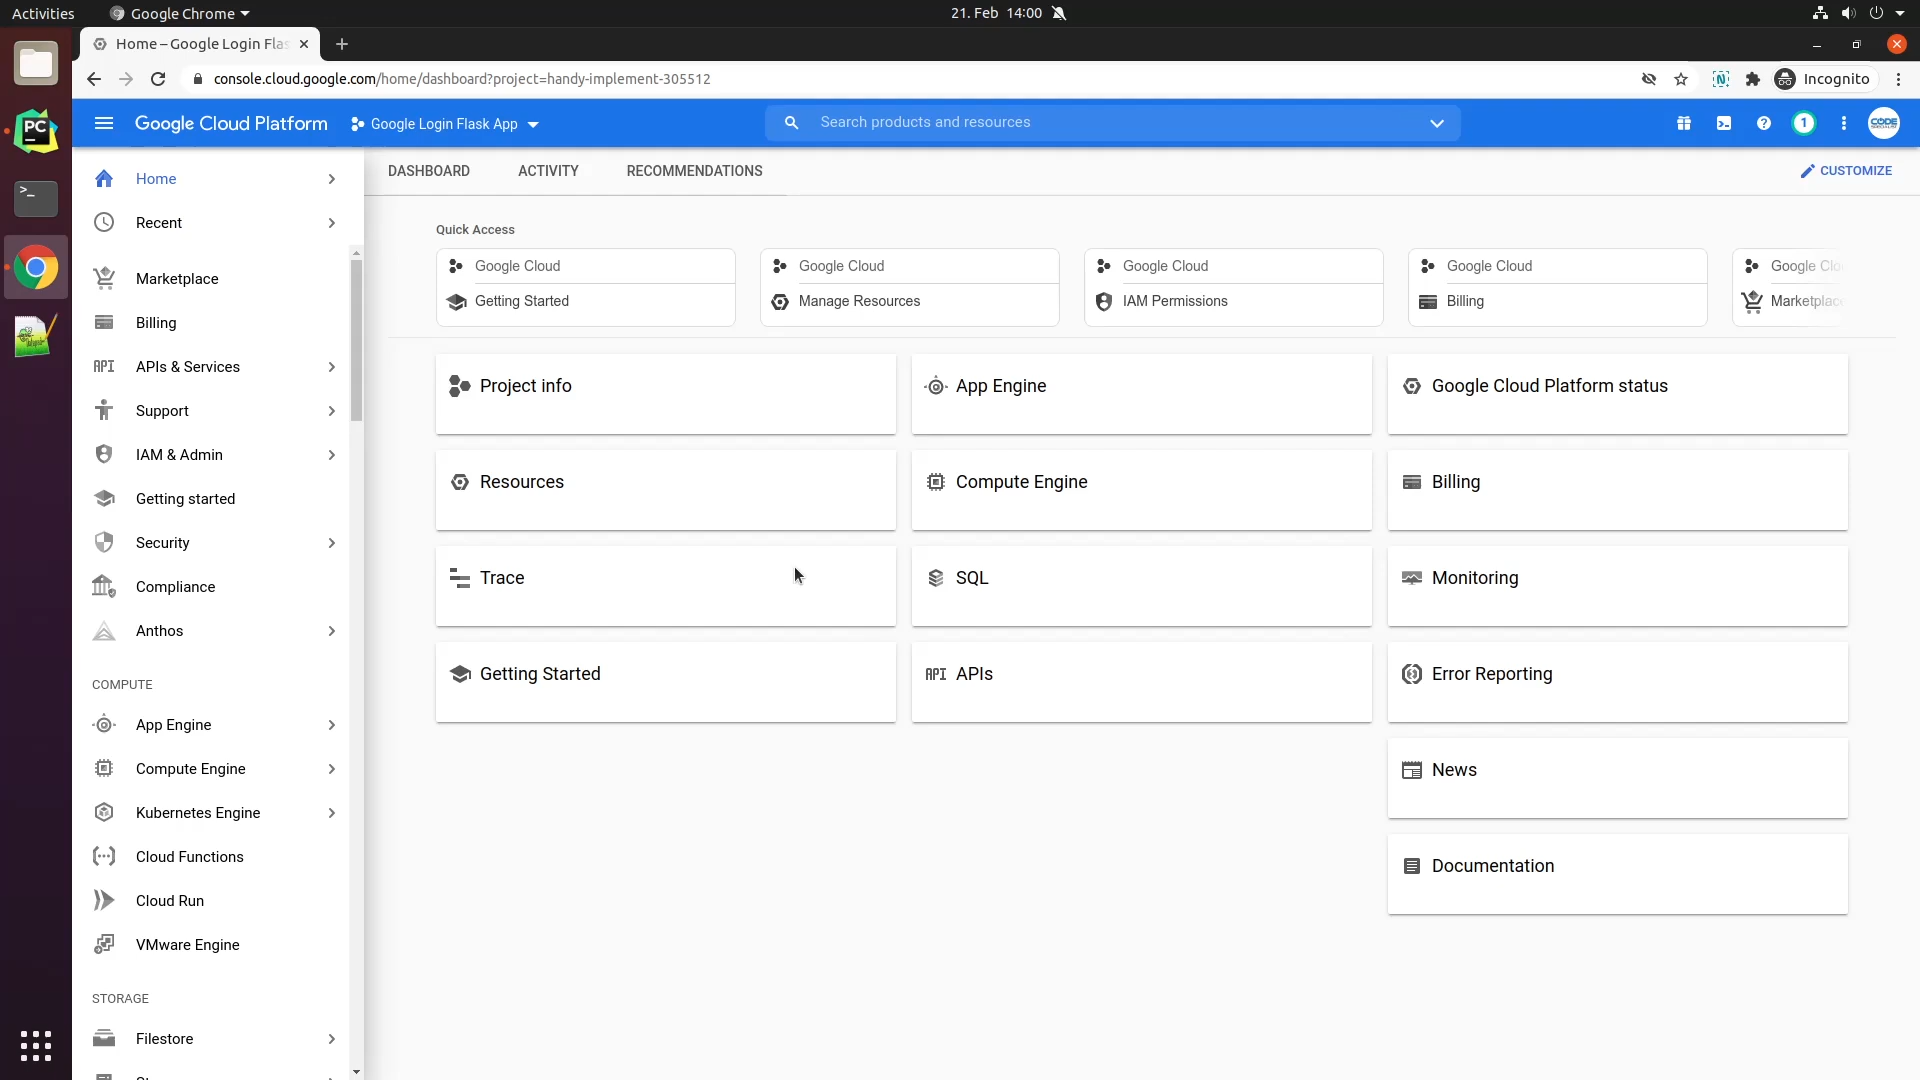 Activities
Google Chrome
21. Feb 14:00
Home – Google Login Flas
console.cloud.google.com/home/dashboard?project=handy-implement-305512
Incognito
Google Cloud Platform
Google Login Flask App
Search products and resources
1
CODE
Home
Recent
Marketplace
Billing
API
APIs & Services
Support
IAM & Admin
Getting started
Security
Compliance
Anthos
COMPUTE
App Engine
Compute Engine
Kubernetes Engine
Cloud Functions
Cloud Run
VMware Engine
STORAGE
Filestore
DASHBOARD
ACTIVITY
RECOMMENDATIONS
CUSTOMIZE
Quick Access
Google Cloud
Getting Started
Google Cloud
Manage Resources
Google Cloud
IAM Permissions
Google Cloud
Billing
Google Clo
Marketplac
Project info
App Engine
Google Cloud Platform status
Resources
Compute Engine
Billing
Trace
SQL
Monitoring
Getting Started
API
APIs
Error Reporting
News
Documentation
PC
>_